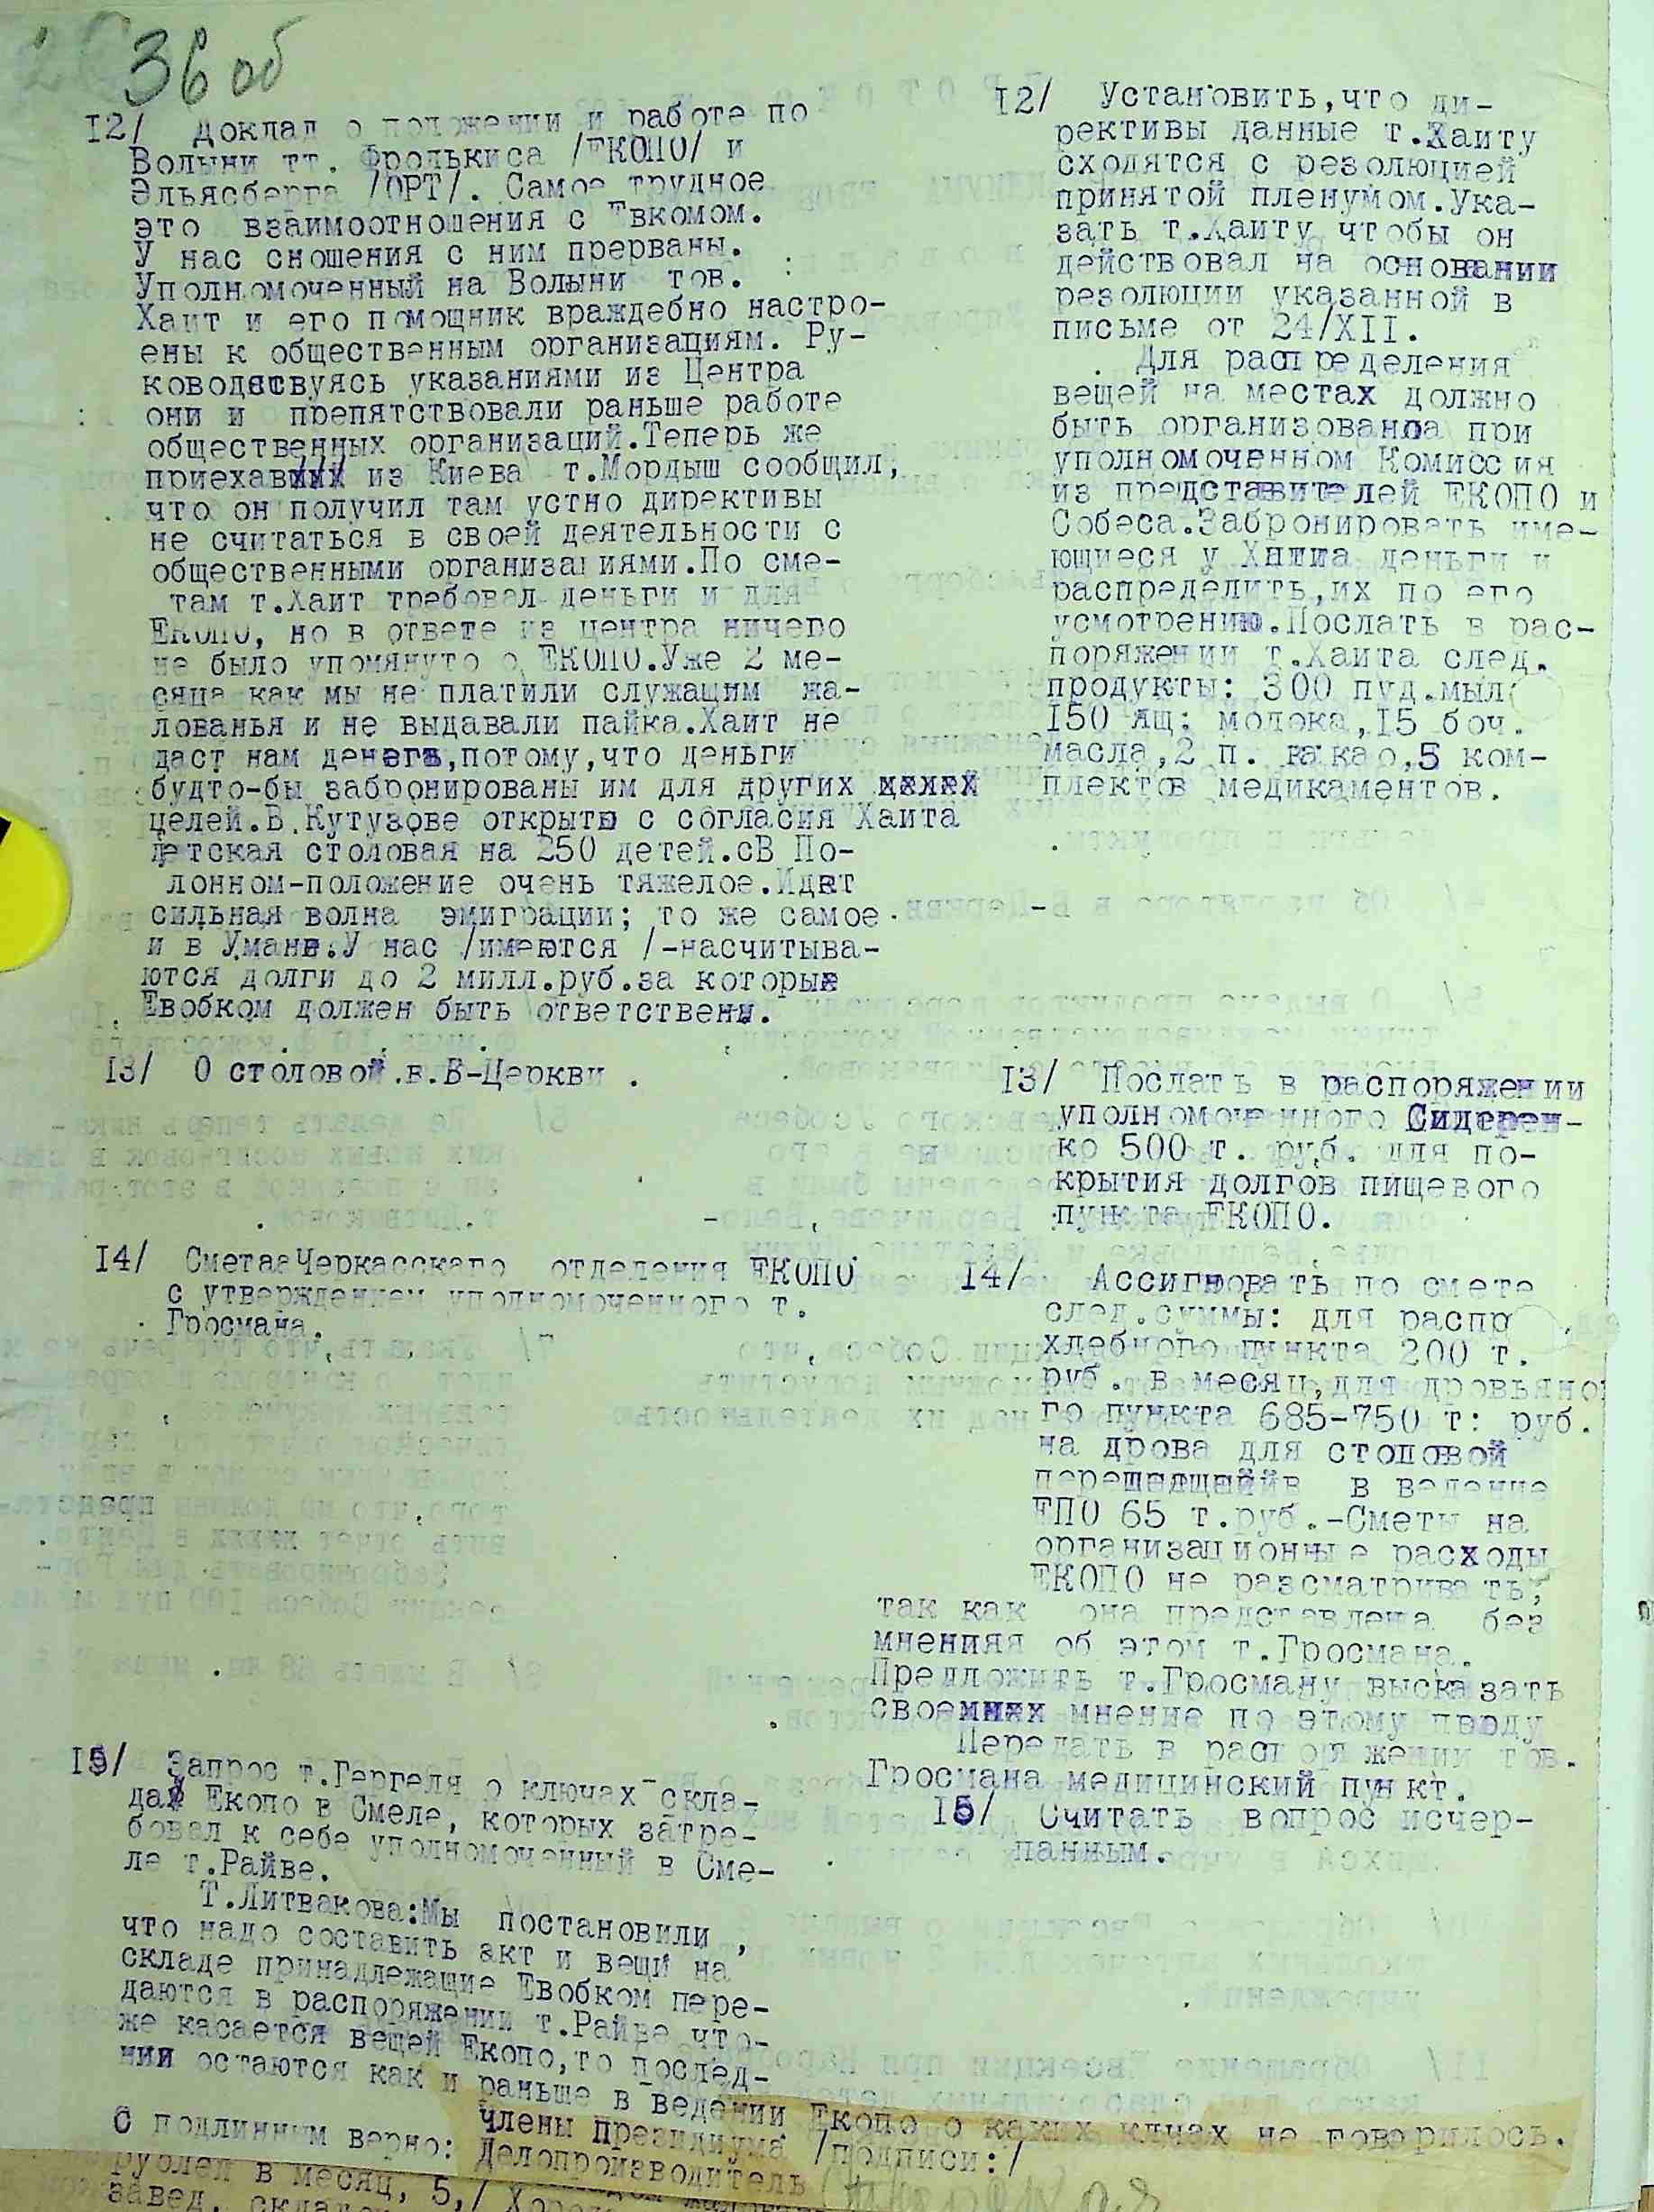 36 об
12/ Доклад о положении и работе по
Волыни тт. Фролькиса /ЕКОПО/ и
Эльясберга /ОРТ/. Самое трудное
это взаимоотношения с Евкомом.
У нас сношения с ним прерваны.
Уполномоченный на Волыни тов.
Хаит и его помощник враждебно настро-
ены к общественным организациям. Ру-
ководствуясь указаниями из Центра
они и препятствовали раньше работе
общественных организаций.Теперь же
приехав из Киева т.Мордыш сообщил,
что он получил там устно директивы
не считаться в своей деятельности с
общественными организациями.По сме-
там т.Хаит требовал деньги и для
ЕКОПО, но в ответе из центра ничего
не было упомянуто о ЕКОПО.Уже 2 ме-
сяца как мы не платили служащим жа-
лованья и не выдавали пайка.Хаит не
даст нам денег,потому,что деньги
будто-бы забронированы им для других
целей.В.Кутузове открыто с согласия Хаита
детская столовая на 250 детей.сВ По-
лонном-положение очень тяжелое.Идет
сильная волна эмиграции; то же самое
и в Умане.У нас /имеются /-насчитыва-
ются долги до 2 милл.руб.за которые
Евобком должен быть ответствены.
13/ О столовой.в.Б-Церкви .
14/ СметаЧеркасского отделения ЕКОПО
с утверждением уполномоченного т.
Гросмана.
15/ Запрос т.Гергеля о ключах скла-
да Екопо в Смеле, которых затре-
бовал к себе уполномоченный в Сме-
ле т.Райве.
Т.Литвакова:Мы постановили ,
что надо составить акт и вещи на
складе принадлежащие Евобком пере-
даются в распоряжении т.Райве что-
же касается вещей Екопо,то послед-
нии остаются как и раньше в ведении Екопо о каких ключах не говорилось.
члены президиума /подписи:/
С подлинным верно: Делопроизводитель
рублей в месяц, 5,/
завед.
12/ Установить,что ди-
рективы данные т.Хаиту
сходятся с резолюцией
принятой пленумом.Ука-
зать т.Хаиту чтобы он
действовал на основании
резолюции указанной в
письме от 24/XII.
Для распределения
вещей на местах должно
быть организована при
уполномоченном Комиссия
из представителей ЕКОПО и
Собеса.Забронировать име-
ющиеся у Хаита деньги и
распределить,их по его
усмотрению.Послать в рас-
поряжении т.Хаита след.
продукты: 300 пуд.мыла
150 ящ: молока,15 боч.
масла,2 п. какао,5 ком-
плектов медикаментов.
13/ Послать в распоряжении
уполномоченного Сидерен-
ко 500 т. руб. для по-
крытия долгов пищевого
пункта ЕКОПО.
14/ Ассигновать по смете
след.суммы: для распр
хлебного пункта 200 т.
руб. в месяц,для дровьяно
го пункта 685-750 т: руб.
на дрова для столовой
перешедшей в ведение
ЕПО 65 т.руб.-Сметы на
организационные расходы
ЕКОПО не разсматривать,
так как она представлена без
мненияя об этом т.Гросмана.
Предложить т.Гросману высказать
свое мнение по этому поводу
Передать в распоряжении тов.
Гросмана медицинский пункт.
15/ Считать вопрос исчер-
панным.